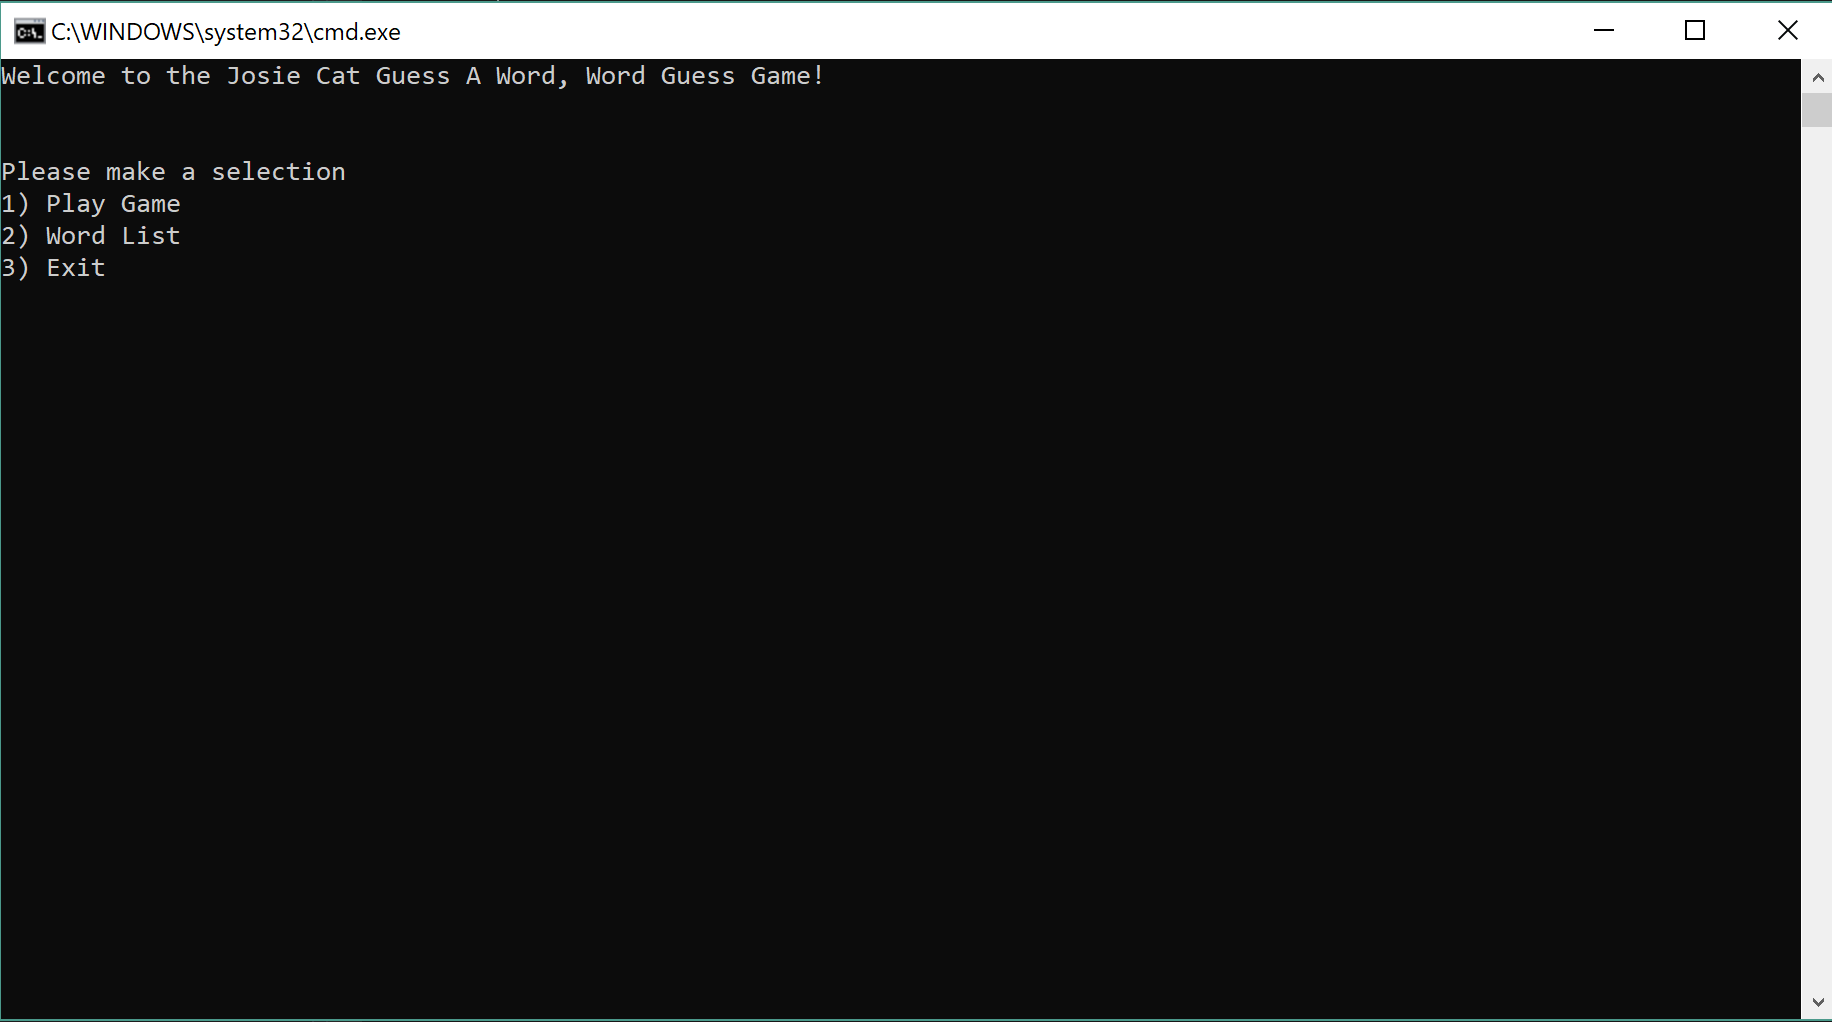 C:\WINDOWS\system32\cmd.exe
Welcome to the Josie Cat Guess A Word, Word Guess Game!
Please make a selection
1) Play Game
2) Word List
3) Exit